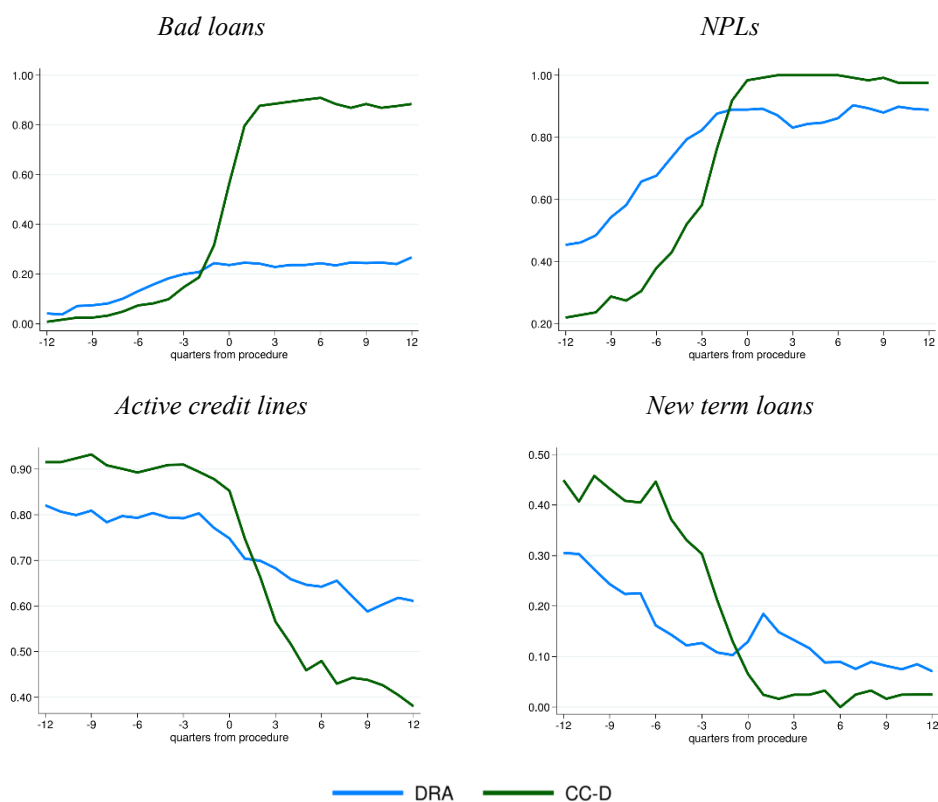 Bad loans
1.00
0.80
0.60
0.40
0.20
0.00
-12 -9 -6 -3 0 3 6 9 12
quarters from procedure
NPLs
1.00
0.80
0.60
0.40
0.20
-12 -9 -6 -3 0 3 6 9 12
quarters from procedure
Active credit lines
0.90
0.80
0.70
0.60
0.50
0.40
-12 -9 -6 -3 0 3 6 9 12
quarters from procedure
New term loans
0.50
0.40
0.30
0.20
0.10
0.00
-12 -9 -6 -3 0 3 6 9 12
quarters from procedure
DRA CC-D